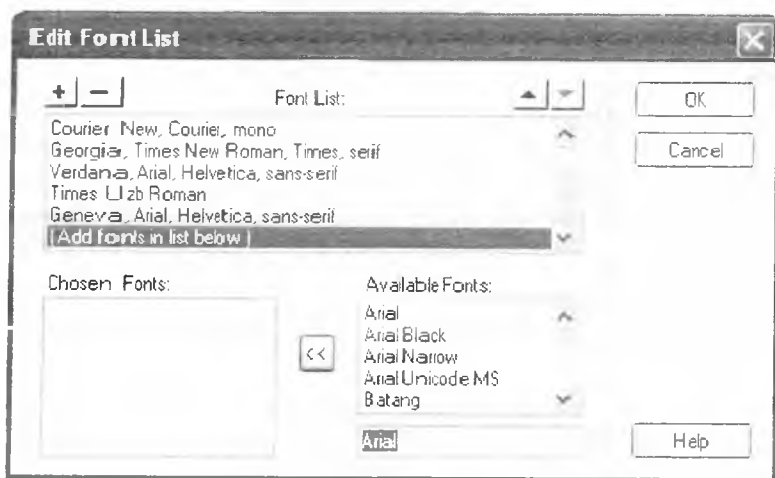 Edit Font List
+ − Font List:
OK
Courier New, Courier, mono
Georgia, Times New Roman, Times, serif
Cancel
Verdana, Arial, Helvetica, sans-serif
Times Uzb Roman
Geneva, Arial, Helvetica, sans-serif
(Add fonts in list below)
Chosen Fonts:
Available Fonts:
Arial
Arial Black
<<
Arial Narrow
Arial Unicode MS
Batang
Arial
Help